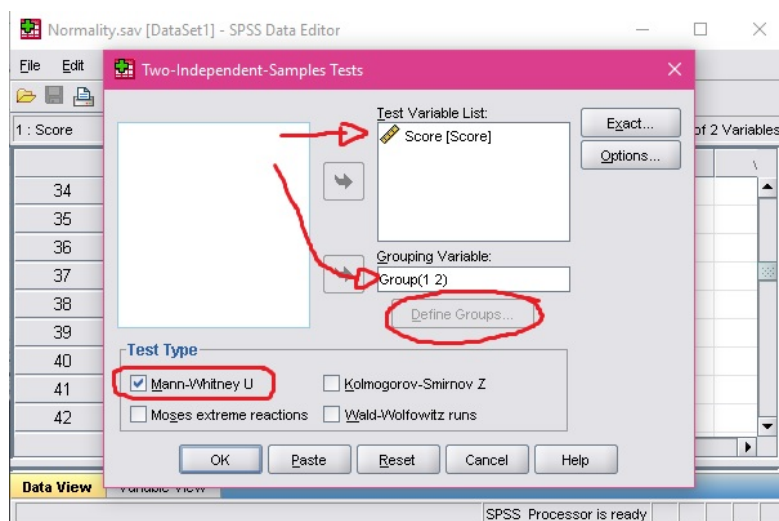 Normality.sav [DataSet1] - SPSS Data Editor
File Edit
Two-Independent-Samples Tests
1 : Score
of 2 Variables
Test Variable List:
Score [Score]
Exact...
Options...
34
35
36
37
38
39
40
41
42
Grouping Variable:
Group(1 2)
Define Groups...
Test Type
Mann-Whitney U
Kolmogorov-Smirnov Z
Moses extreme reactions
Wald-Wolfowitz runs
OK Paste Reset Cancel Help
Data View Variable View
SPSS Processor is ready